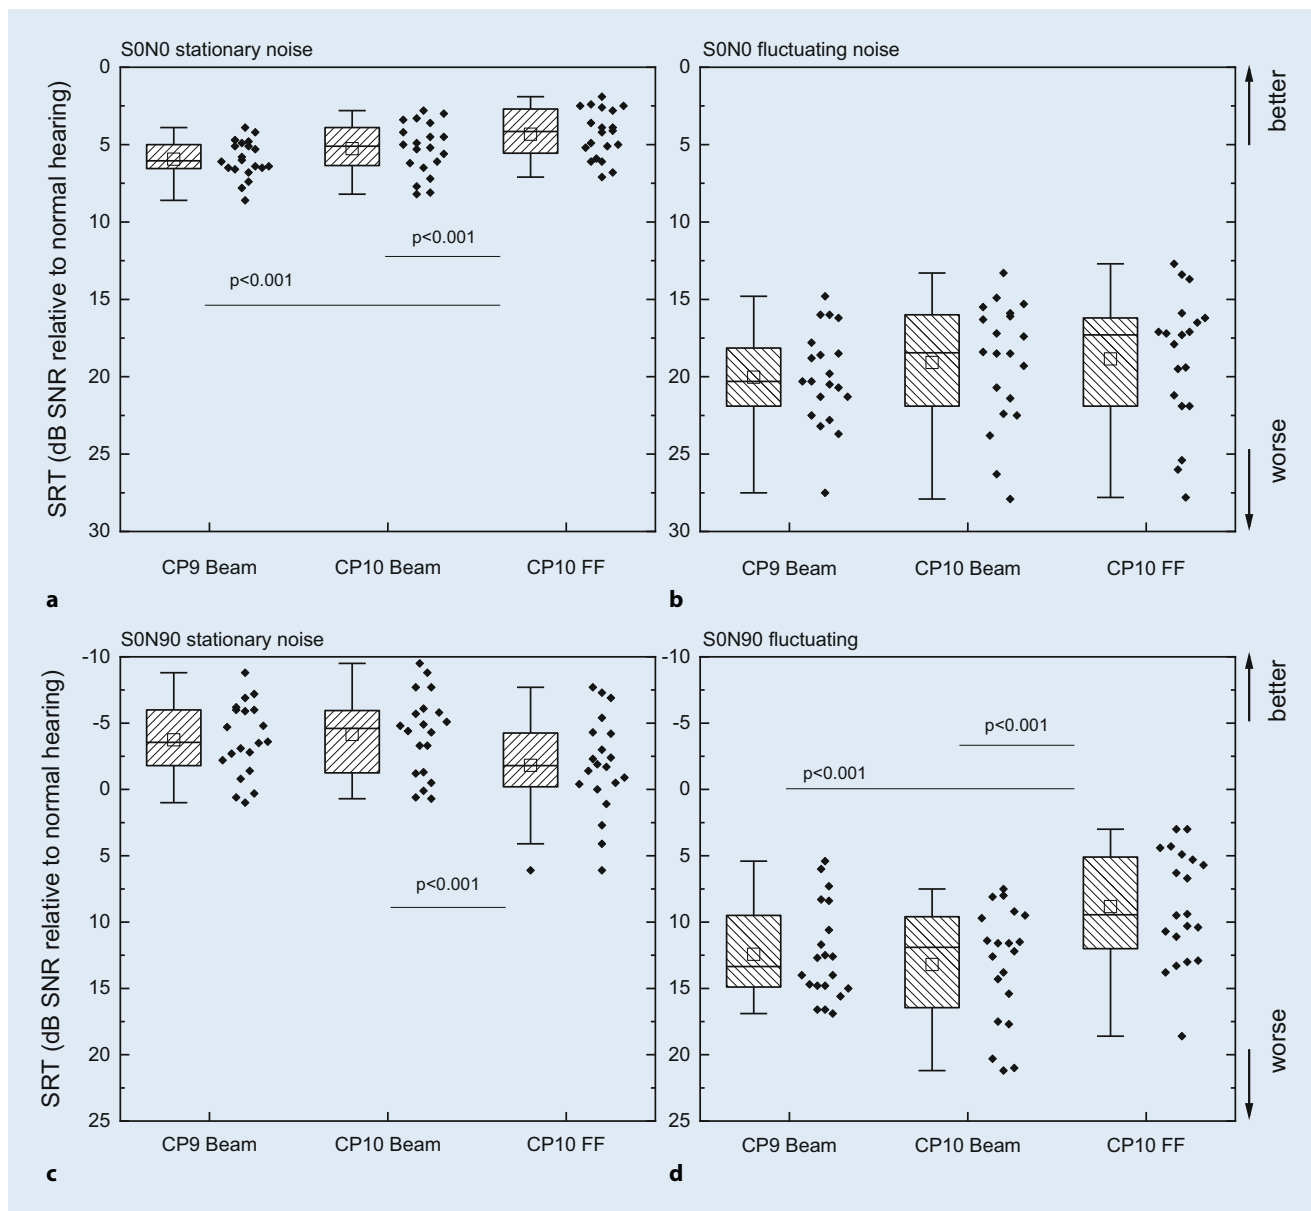 S0N0 stationary noise
S0N0 fluctuating noise
SRT (dB SNR relative to normal hearing)
0
5
10
15
20
25
30
p<0.001
p<0.001
CP9 Beam
CP10 Beam
CP10 FF
a
0
5
10
15
20
25
30
CP9 Beam
CP10 Beam
CP10 FF
b
better
worse
S0N90 stationary noise
S0N90 fluctuating
SRT (dB SNR relative to normal hearing)
-10
-5
0
5
10
15
20
25
p<0.001
CP9 Beam
CP10 Beam
CP10 FF
c
-10
-5
0
5
10
15
20
25
p<0.001
p<0.001
CP9 Beam
CP10 Beam
CP10 FF
d
better
worse